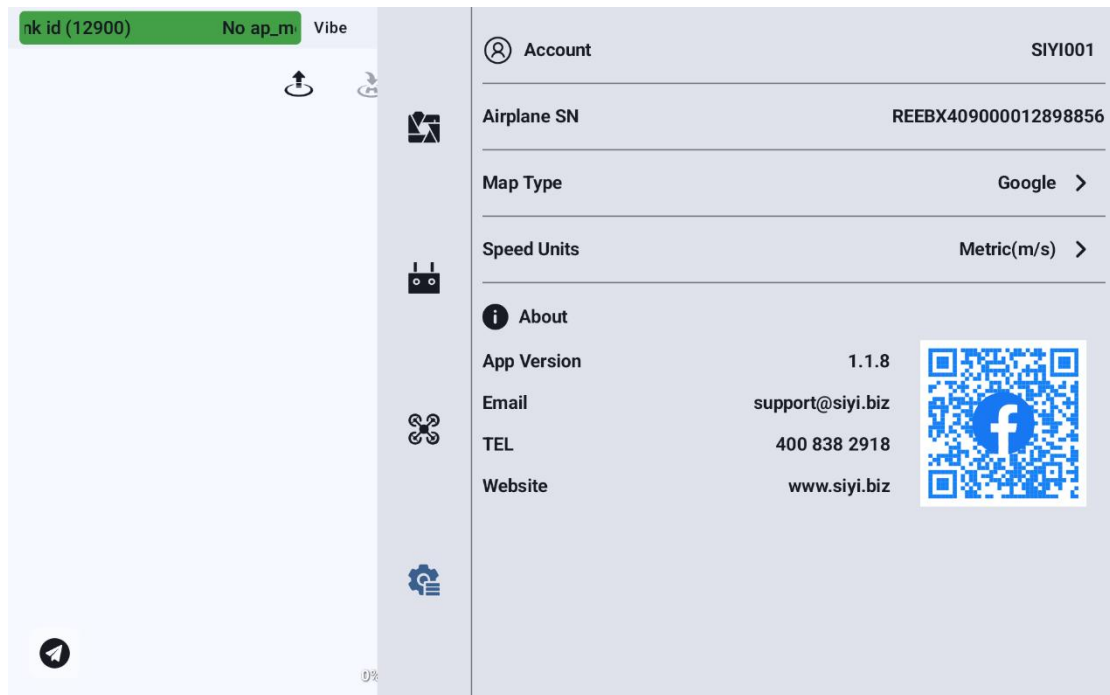 nk id (12900) No ap_m Vibe
Account SIYI001
Airplane SN REEBX409000012898856
Map Type Google
Speed Units Metric(m/s)
About
App Version 1.1.8
Email support@siyi.biz
TEL 400 838 2918
Website www.siyi.biz
0%